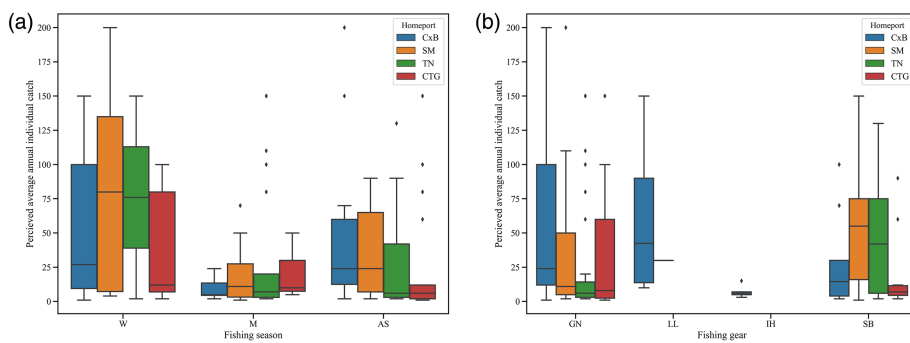 (a)
Homeport
CxB
SM
TN
CTG
200
175
150
125
100
75
50
25
0
Percieved average annual individual catch
W
M
AS
Fishing season
(b)
Homeport
CxB
SM
TN
CTG
200
175
150
125
100
75
50
25
0
Percieved average annual individual catch
GN
LL
IH
SB
Fishing gear